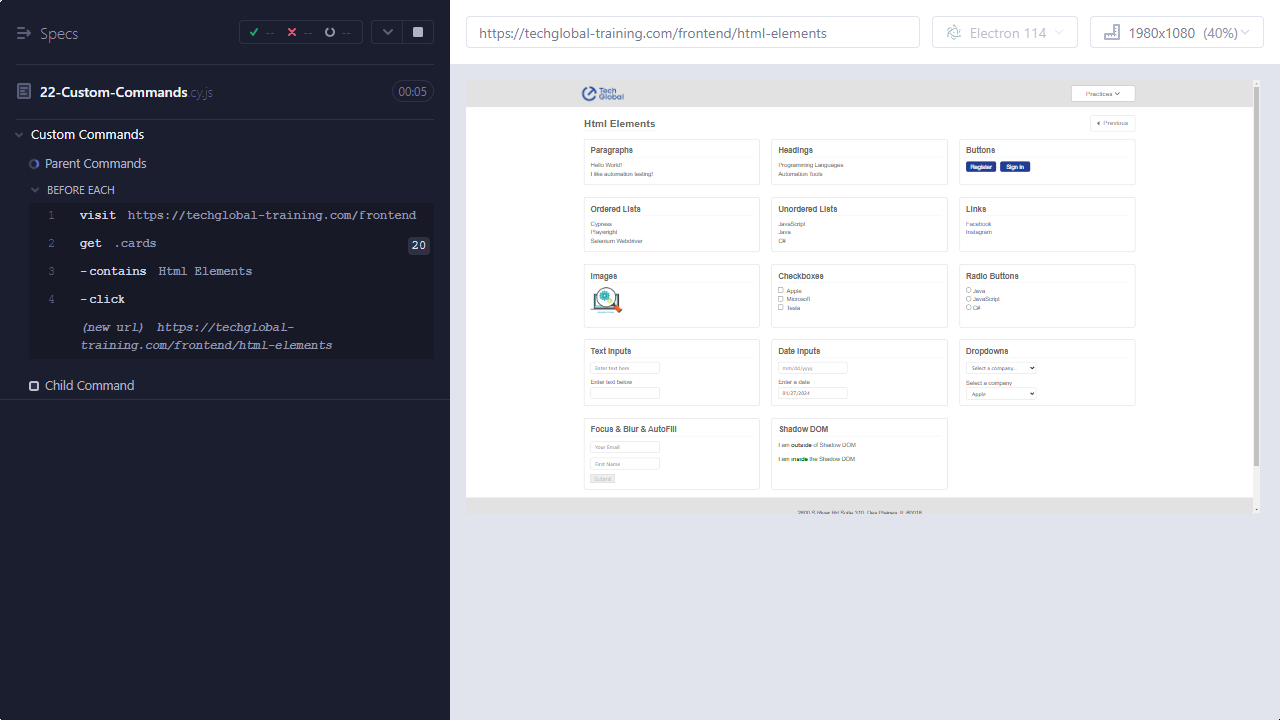 Specs
-- -- --
22-Custom-Commands.cy.js 00:05
Custom Commands
Parent Commands
BEFORE EACH
1 visit https://techglobal-training.com/frontend
2 get .cards 20
3 -contains Html Elements
4 -click
(new url) https://techglobal-
training.com/frontend/html-elements
Child Command
https://techglobal-training.com/frontend/html-elements
Electron 114
1980x1080 (40%)
Tech
Global
Practices
Html Elements
Previous
Paragraphs
Hello World!
I like automation testing!
Headings
Programming Languages
Automation Tools
Buttons
Register Sign in
Ordered Lists
Cypress
Playwright
Selenium Webdriver
Unordered Lists
JavaScript
Java
C#
Links
Facebook
Instagram
Images
Checkboxes
Apple
Microsoft
Tesla
Radio Buttons
Java
JavaScript
C#
Text Inputs
Enter text here
Enter text below
Date Inputs
mm/dd/yyyy
Enter a date
01/27/2024
Dropdowns
Select a company...
Select a company
Apple
Focus & Blur & AutoFill
Your Email
First Name
Submit
Shadow DOM
I am outside of Shadow DOM
I am inside the Shadow DOM